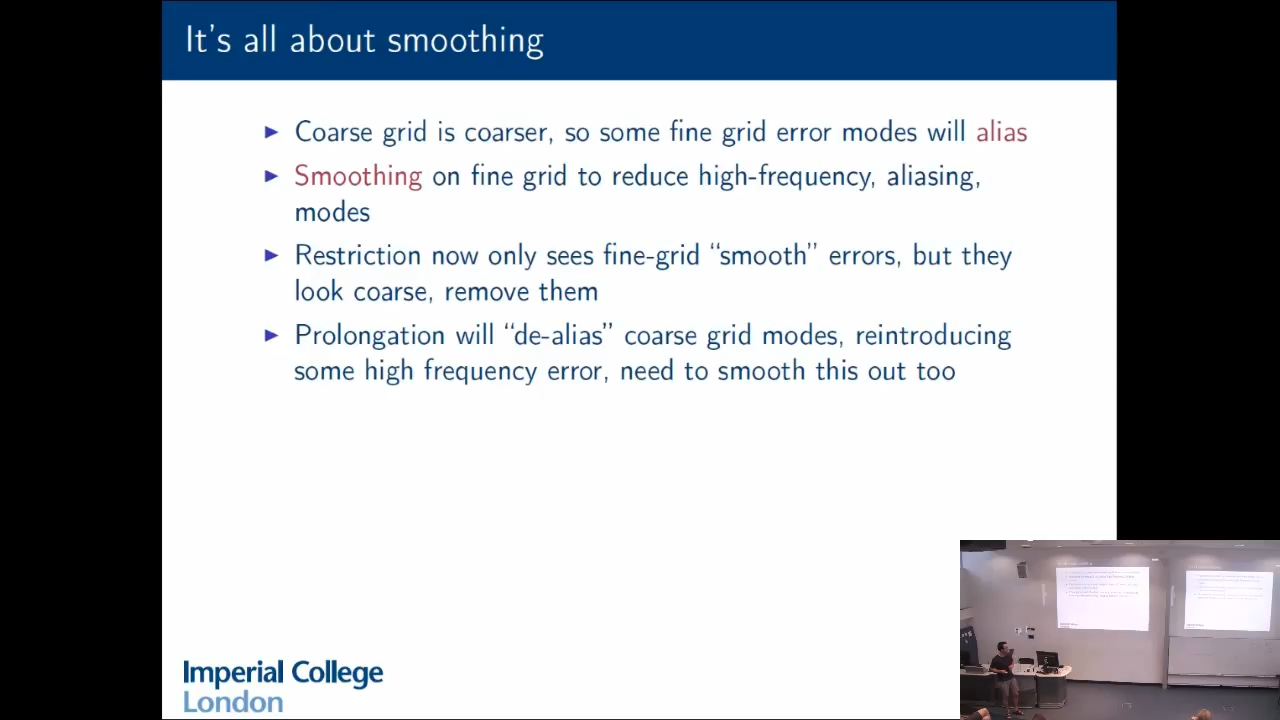 It's all about smoothing
► Coarse grid is coarser, so some fine grid error modes will alias
► Smoothing on fine grid to reduce high-frequency, aliasing,
modes
► Restriction now only sees fine-grid “smooth” errors, but they
look coarse, remove them
► Prolongation will “de-alias” coarse grid modes, reintroducing
some high frequency error, need to smooth this out too
Imperial College
London